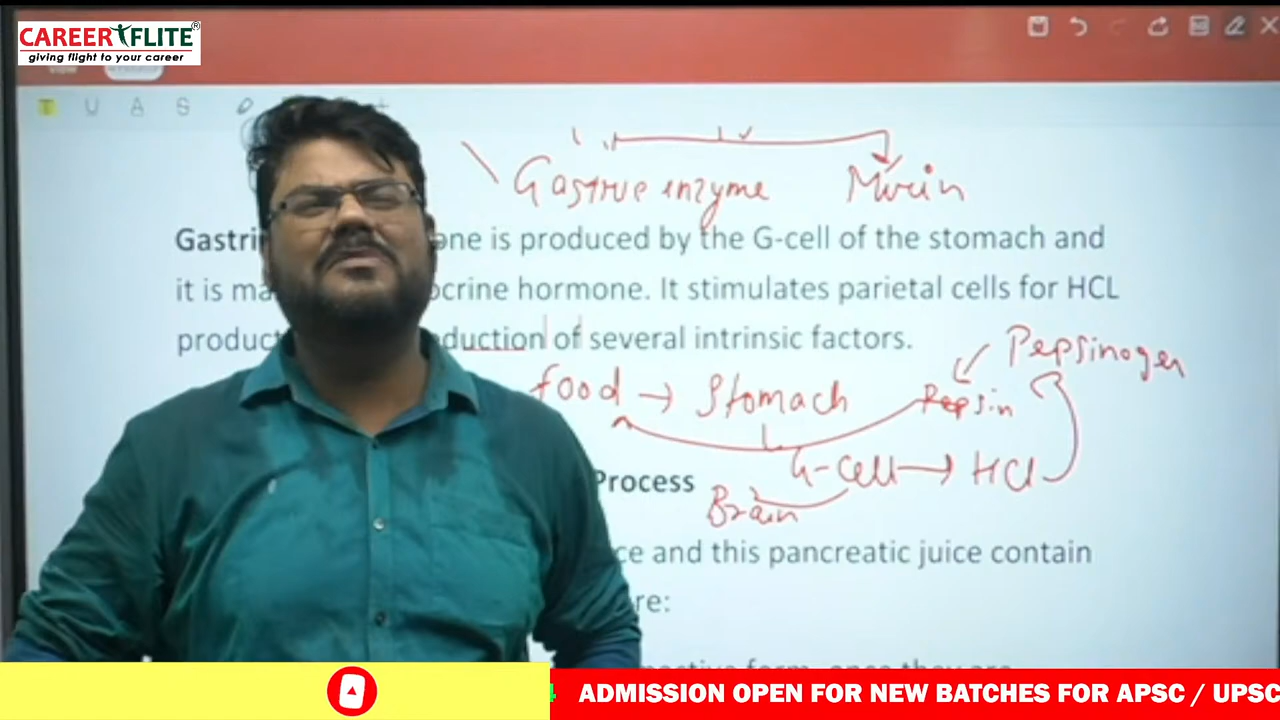 CAREER FLITE®
giving flight to your career
T U A S
Gastric enzyme Mucin
Gastri ne is produced by the G-cell of the stomach and
it is ma ocrine hormone. It stimulates parietal cells for HCL
product duction of several intrinsic factors.
Pepsinogen
food → Stomach Pepsin
G-Cell → HCl
Process
Brain
ce and this pancreatic juice contain
re:
ADMISSION OPEN FOR NEW BATCHES FOR APSC / UPSC